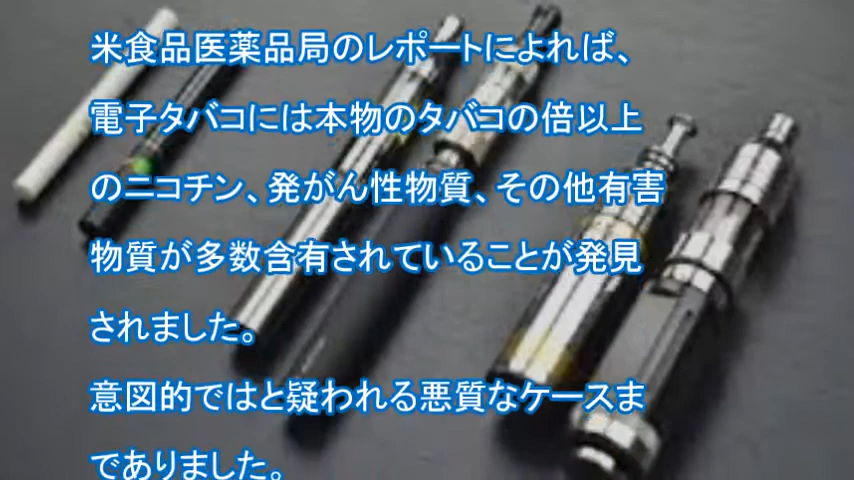 米食品医薬品局のレポートによれば、
電子タバコには本物のタバコの倍以上
のニコチン、発がん性物質、その他有害
物質が多数含有されていることが発見
されました。
意図的ではと疑われる悪質なケースま
でありました。